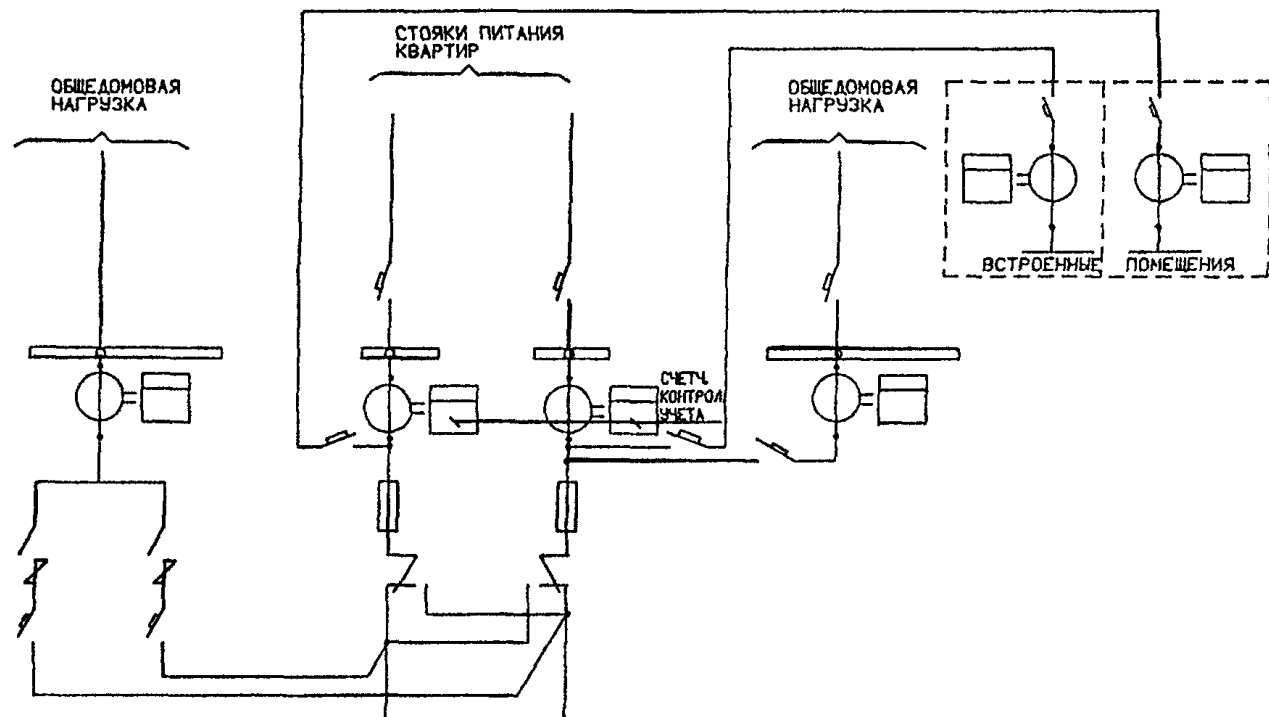 СТОЯКИ ПИТАНИЯ
КВАРТИР
ОБЩЕДОМОВАЯ
НАГРУЗКА
ОБЩЕДОМОВАЯ
НАГРУЗКА
ВСТРОЕННЫЕ ПОМЕЩЕНИЯ
СЧЕТЧ.
КОНТРОЛ
УЧЕТА